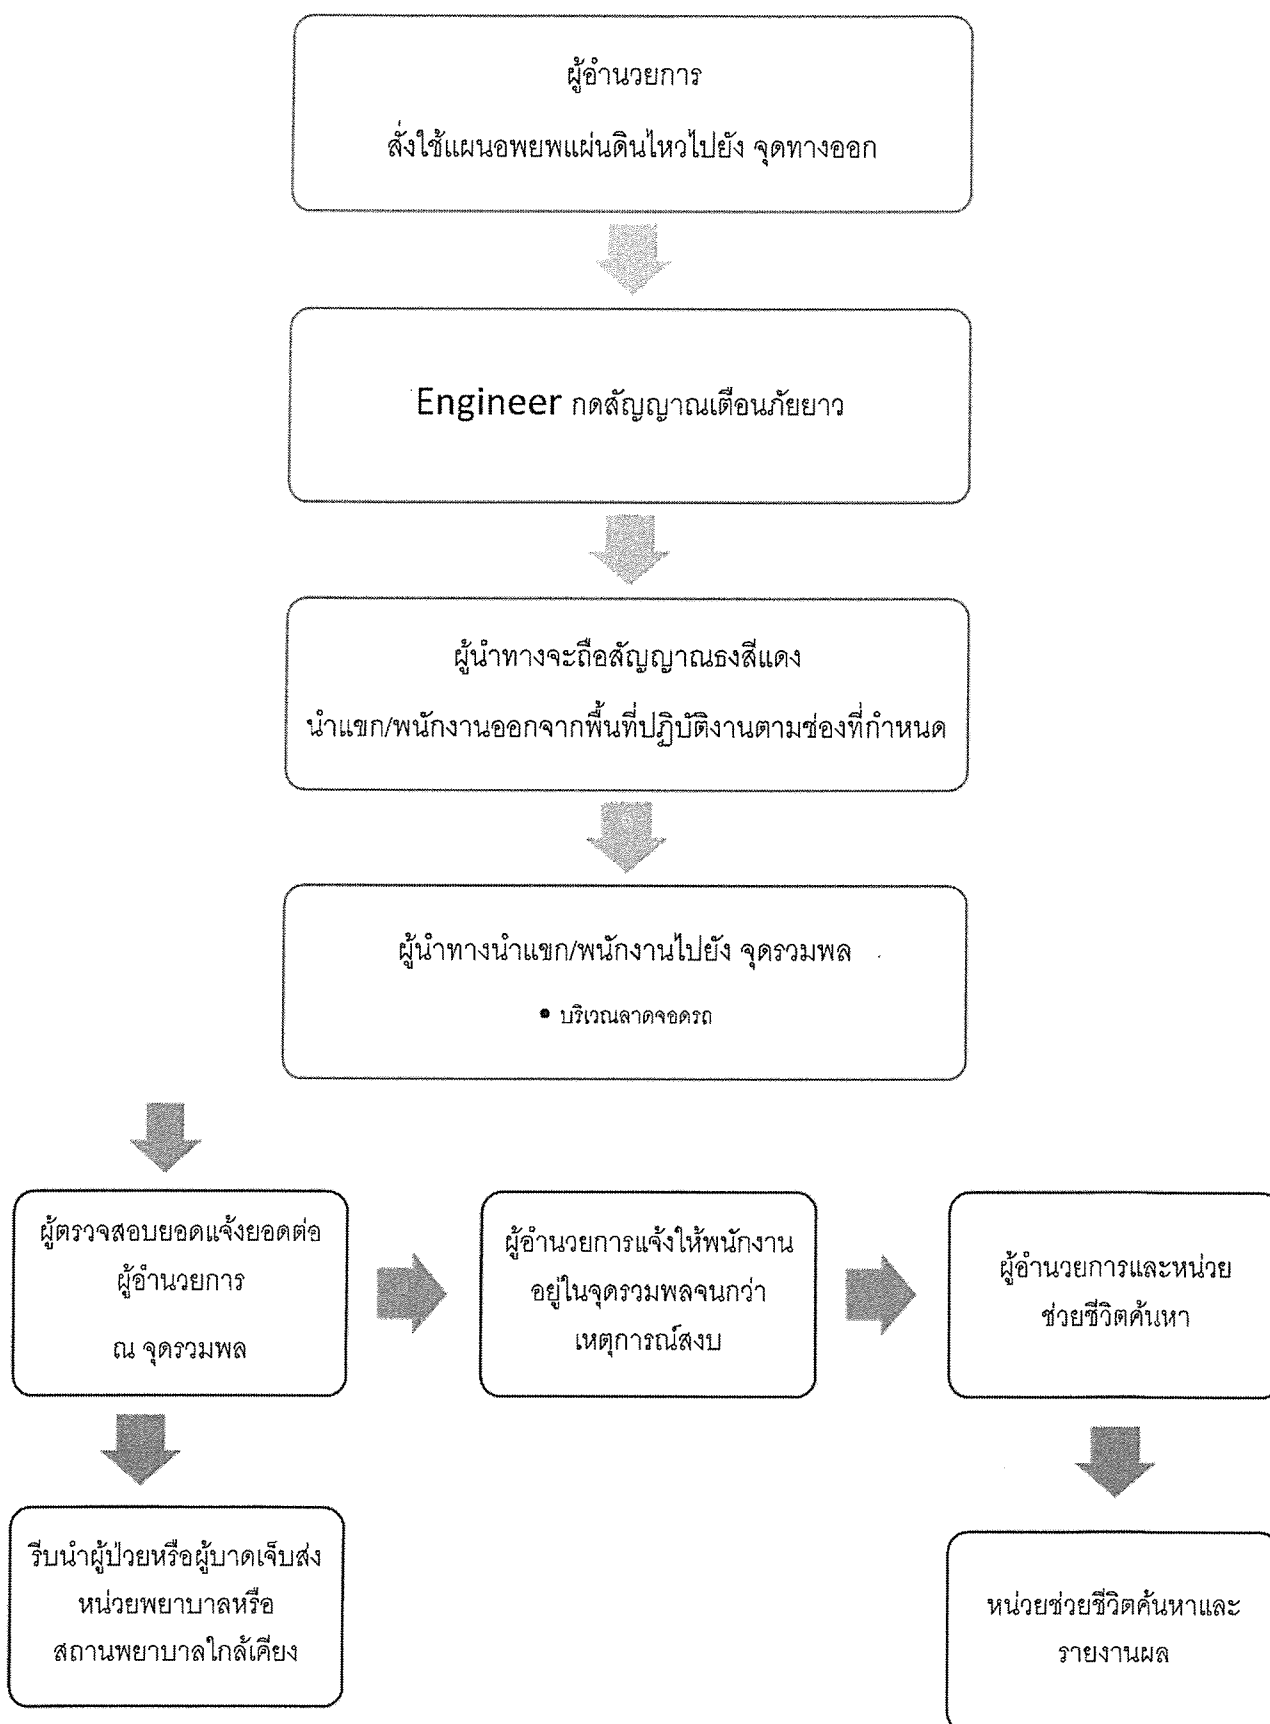 ผู้อำนวยการ
สั่งใช้แผนอพยพแผ่นดินไหวไปยัง จุดทางออก
Engineer กดสัญญาณเตือนภัยยาว
ผู้นำทางจะถือสัญญาณธงสีแดง
นำแขก/พนักงานออกจากพื้นที่ปฏิบัติงานตามช่องที่กำหนด
ผู้นำทางนำแขก/พนักงานไปยัง จุดรวมพล
• บริเวณลาดจอดรถ
ผู้ตรวจสอบยอดแจ้งยอดต่อ
ผู้อำนวยการ
ณ จุดรวมพล
ผู้อำนวยการแจ้งให้พนักงาน
อยู่ในจุดรวมพลจนกว่า
เหตุการณ์สงบ
ผู้อำนวยการและหน่วย
ช่วยชีวิตค้นหา
รีบนำผู้ป่วยหรือผู้บาดเจ็บส่ง
หน่วยพยาบาลหรือ
สถานพยาบาลใกล้เคียง
หน่วยช่วยชีวิตค้นหาและ
รายงานผล